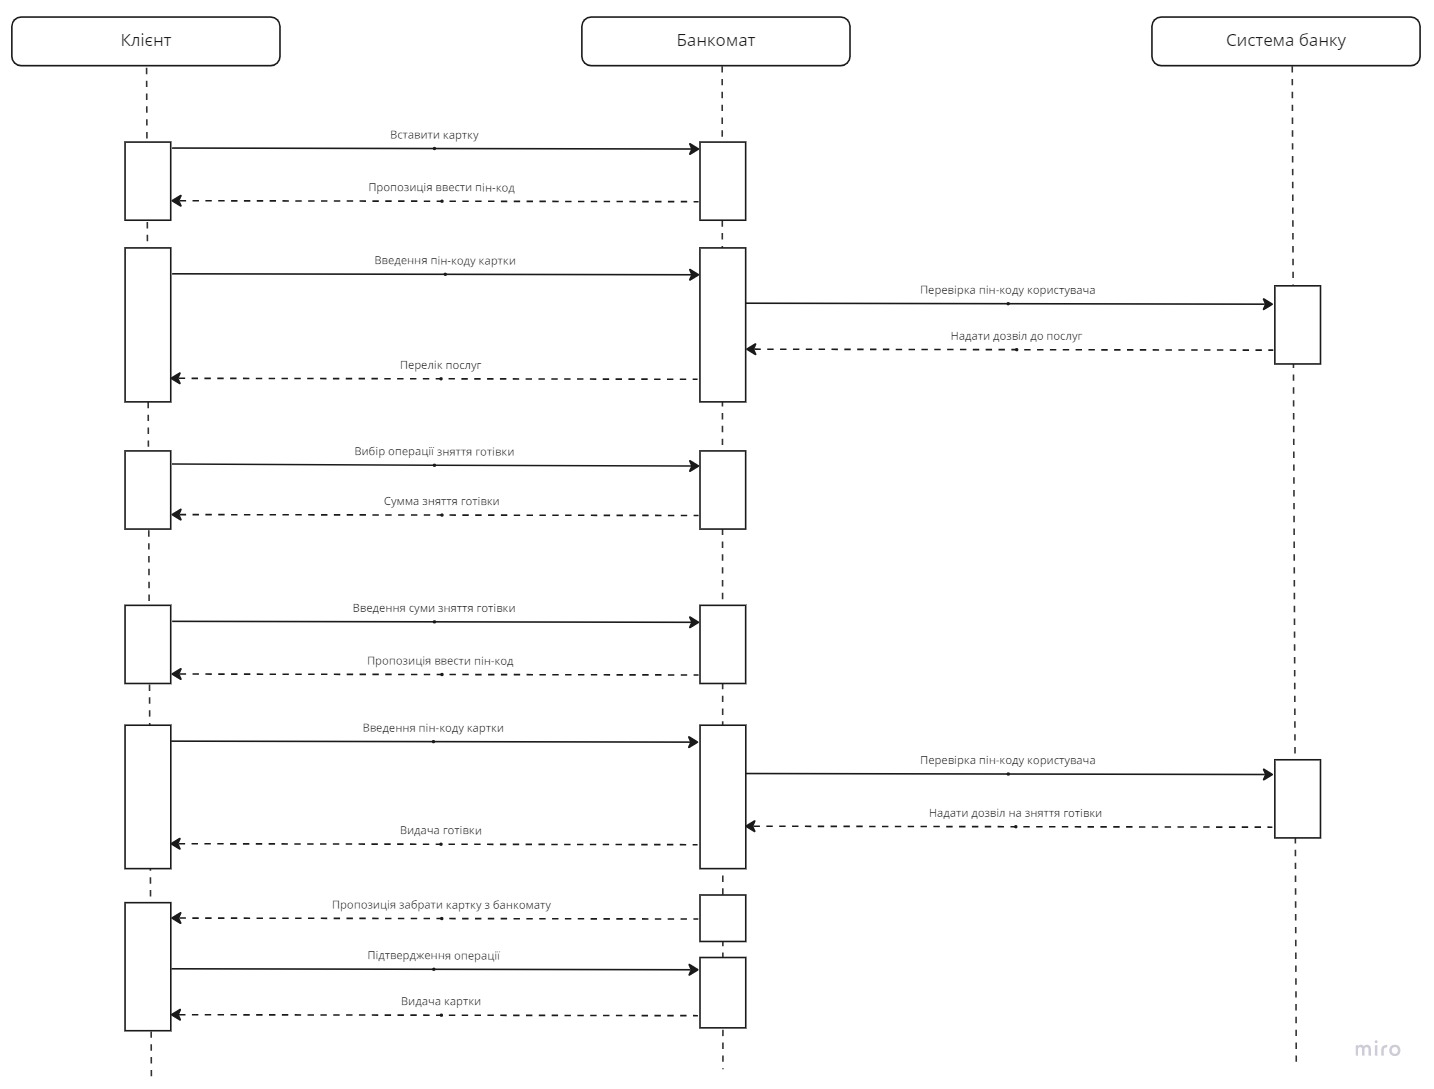 Клієнт
Банкомат
Система банку
Вставити картку
Пропозиція ввести пін-код
Введення пін-коду картки
Перевірка пін-коду користувача
Надати дозвіл до послуг
Перелік послуг
Вибір операції зняття готівки
Сумма зняття готівки
Введення суми зняття готівки
Пропозиція ввести пін-код
Введення пін-коду картки
Перевірка пін-коду користувача
Надати дозвіл на зняття готівки
Видача готівки
Пропозиція забрати картку з банкомату
Підтвердження операції
Видача картки
miro